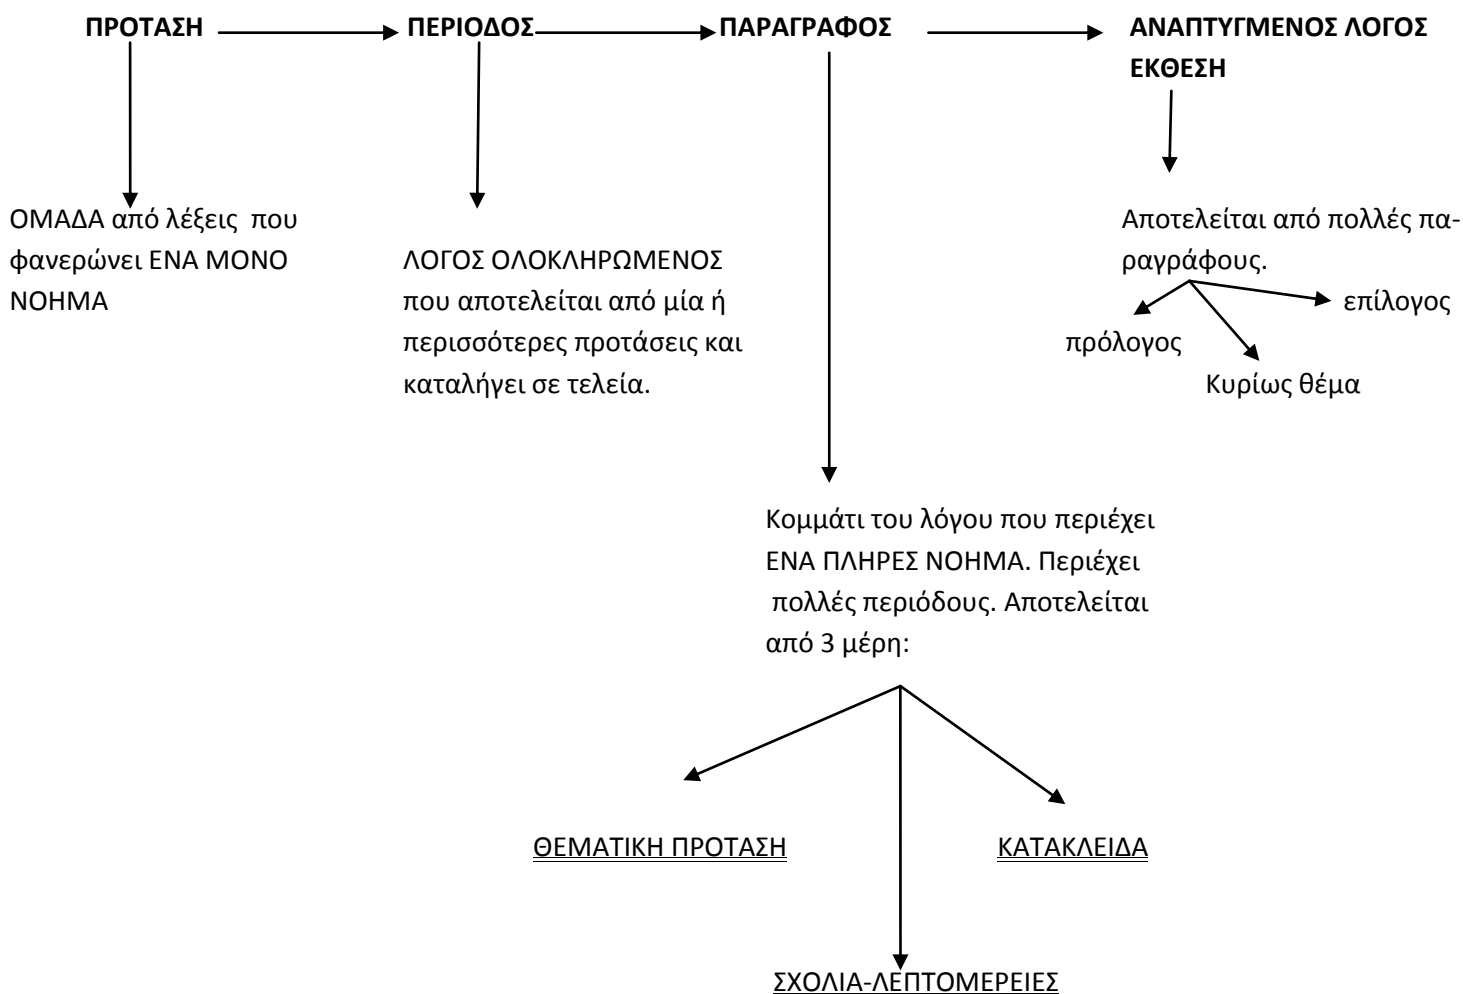 ΠΡΟΤΑΣΗ ΠΕΡΙΟΔΟΣ ΠΑΡΑΓΡΑΦΟΣ ΑΝΑΠΤΥΓΜΕΝΟΣ ΛΟΓΟΣ
ΕΚΘΕΣΗ
ΟΜΑΔΑ από λέξεις που
φανερώνει ΕΝΑ ΜΟΝΟ
ΝΟΗΜΑ
ΛΟΓΟΣ ΟΛΟΚΛΗΡΩΜΕΝΟΣ
που αποτελείται από μία ή
περισσότερες προτάσεις και
καταλήγει σε τελεία.
Αποτελείται από πολλές πα-
ραγράφους.
επίλογος
πρόλογος
Κυρίως θέμα
Κομμάτι του λόγου που περιέχει
ΕΝΑ ΠΛΗΡΕΣ ΝΟΗΜΑ. Περιέχει
πολλές περιόδους. Αποτελείται
από 3 μέρη:
ΘΕΜΑΤΙΚΗ ΠΡΟΤΑΣΗ ΚΑΤΑΚΛΕΙΔΑ
ΣΧΟΛΙΑ-ΛΕΠΤΟΜΕΡΕΙΕΣ